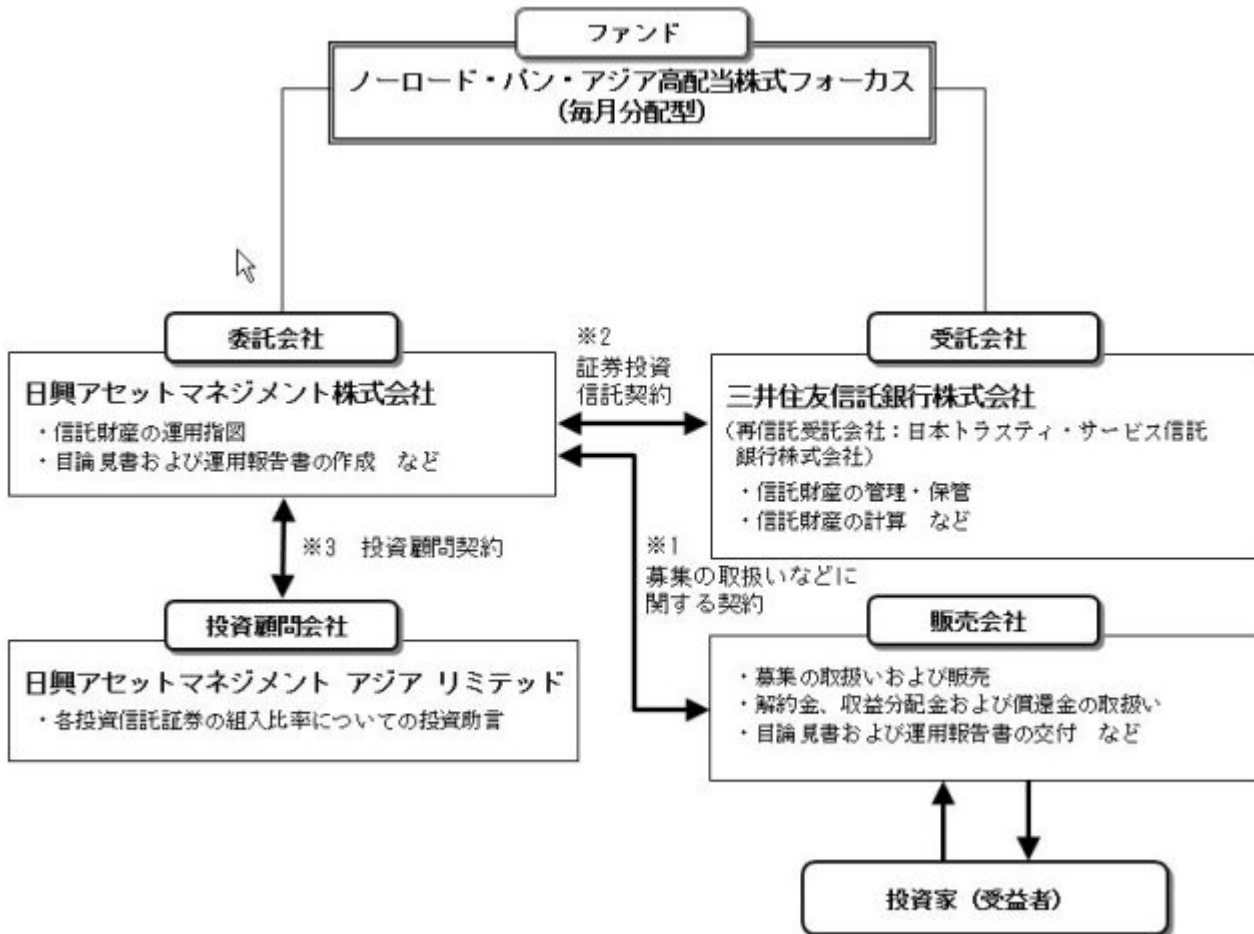 ファンド
ノーロード・パン・アジア高配当株式フォーカス
(毎月分配型)
委託会社
日興アセットマネジメント株式会社
・信託財産の運用指図
・目論見書および運用報告書の作成　など
※2
証券投資
信託契約
受託会社
三井住友信託銀行株式会社
(再信託受託会社：日本トラスティ・サービス信託
銀行株式会社)
・信託財産の管理・保管
・信託財産の計算　など
※3　投資顧問契約
※1
募集の取扱いなどに
関する契約
投資顧問会社
日興アセットマネジメント アジア リミテッド
・各投資信託証券の組入比率についての投資助言
販売会社
・募集の取扱いおよび販売
・解約金、収益分配金および償還金の取扱い
・目論見書および運用報告書の交付　など
投資家（受益者）